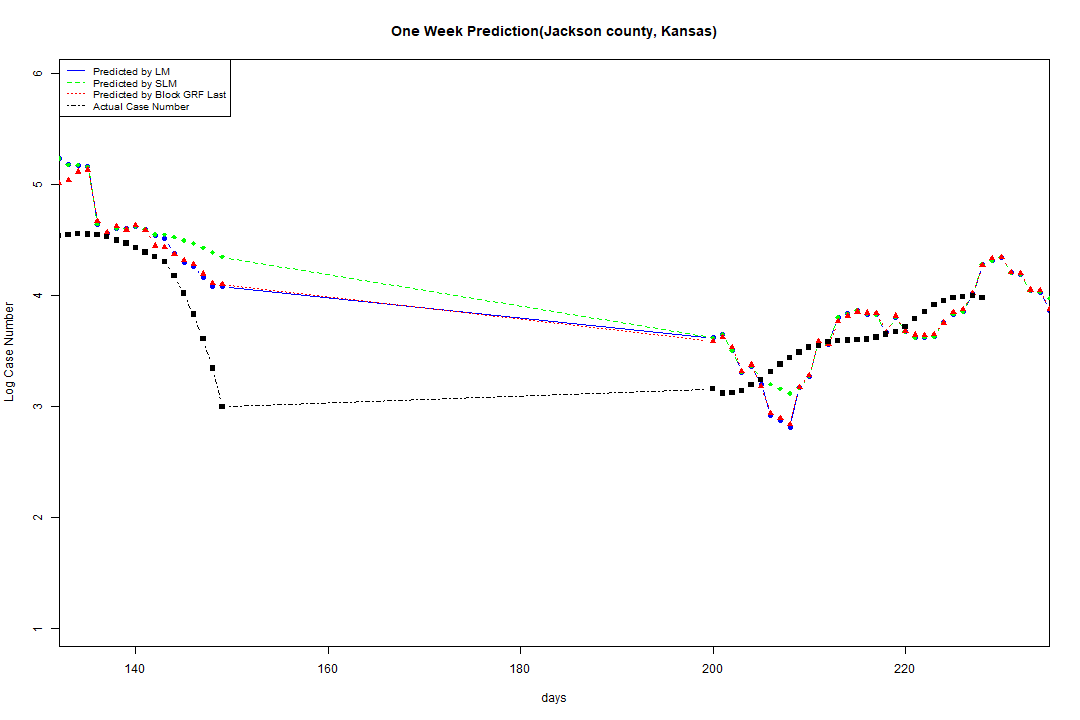 One Week Prediction(Jackson county, Kansas)
Predicted by LM
Predicted by SLM
Predicted by Block GRF Last
Actual Case Number
6
5
4
3
2
1
Log Case Number
140 160 180 200 220
days